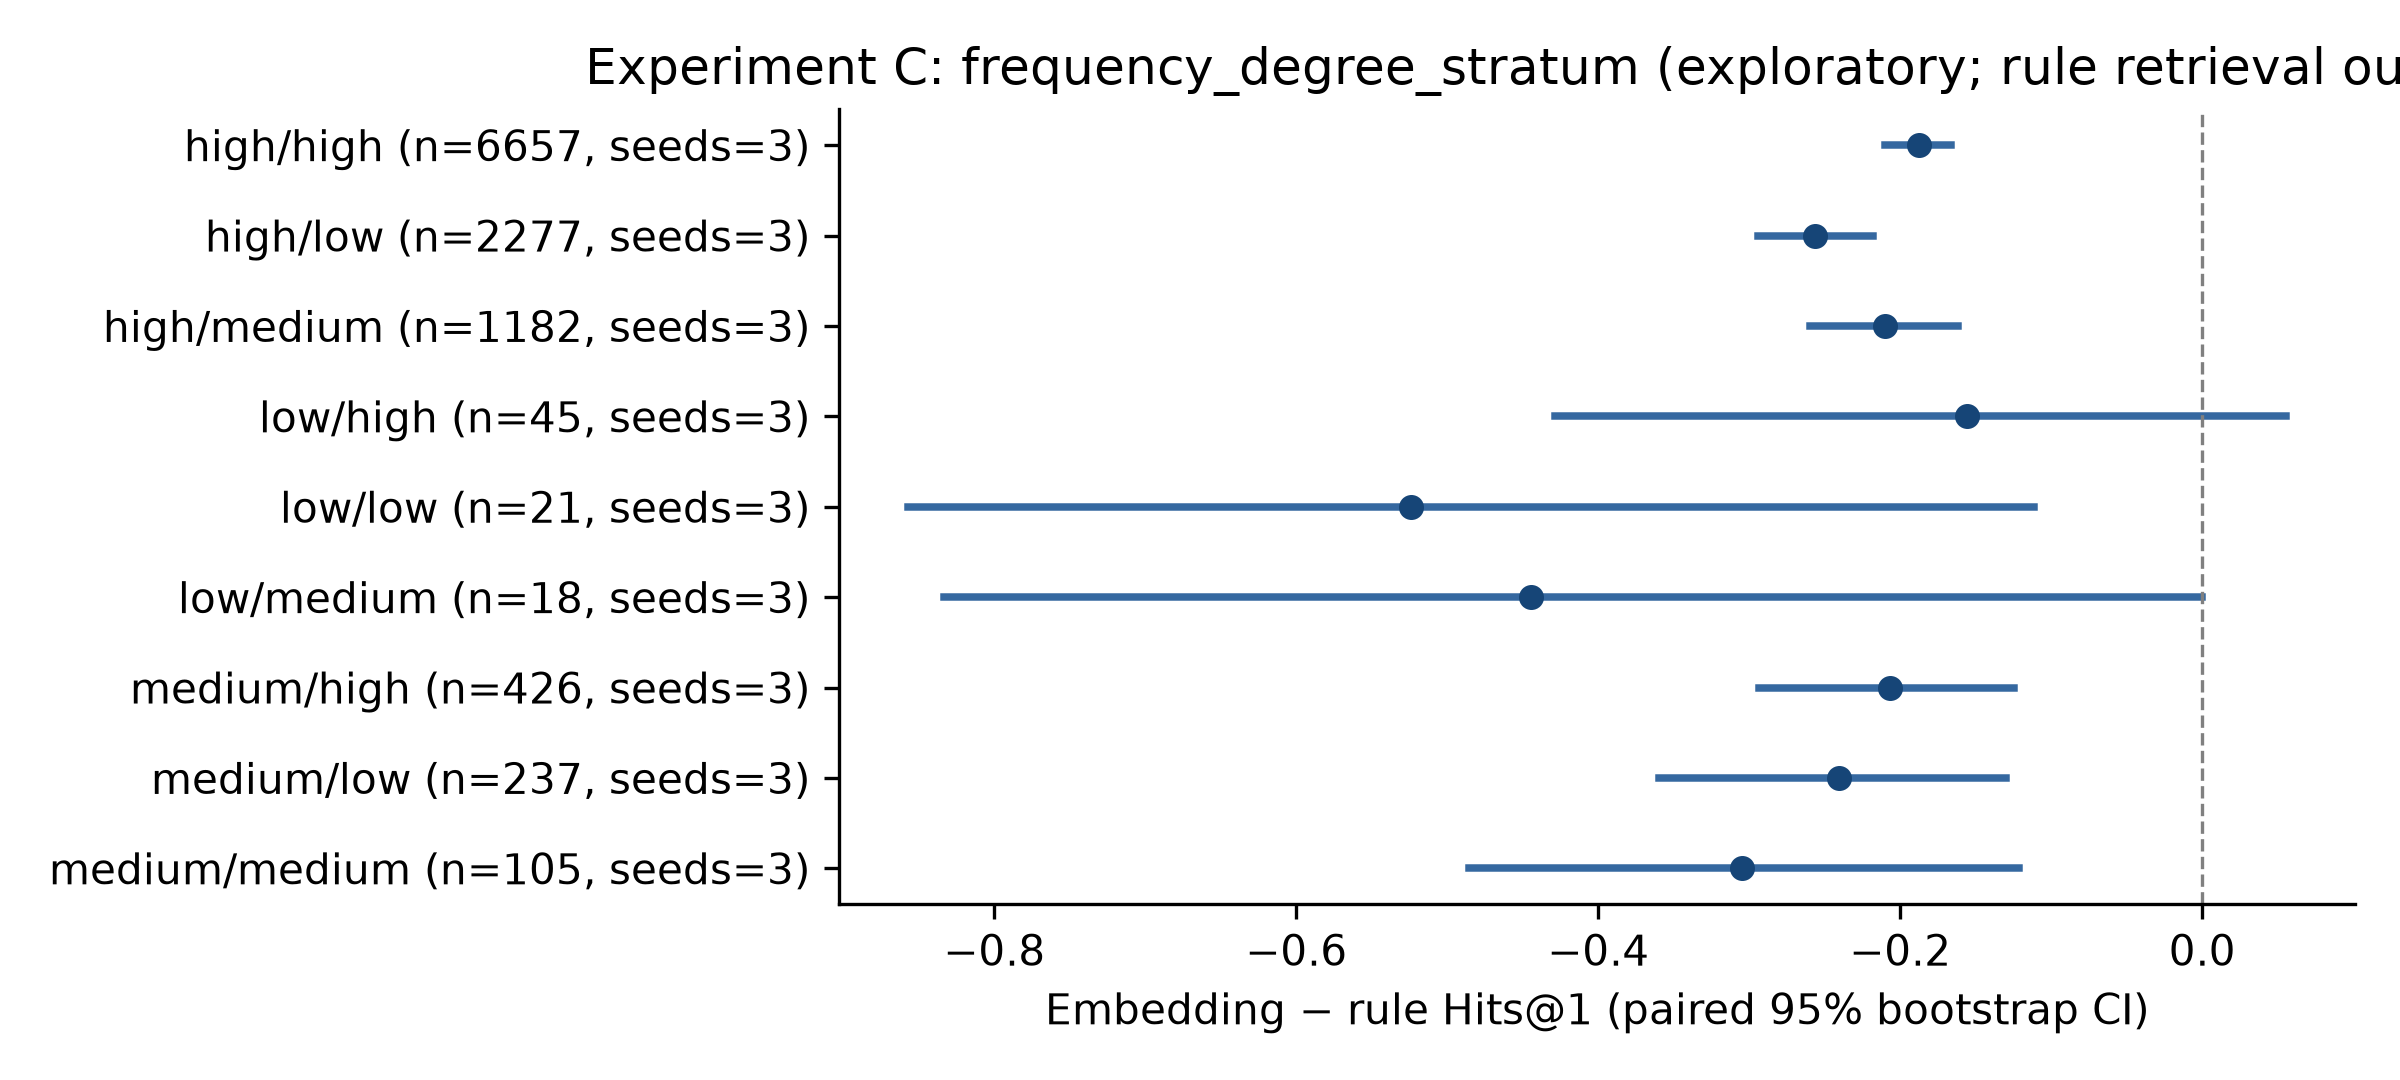 Experiment C: frequency_degree_stratum (exploratory; rule retrieval
high/high (n=6657, seeds=3)
high/low (n=2277, seeds=3)
high/medium (n=1182, seeds=3)
low/high (n=45, seeds=3)
low/low (n=21, seeds=3)
low/medium (n=18, seeds=3)
medium/high (n=426, seeds=3)
medium/low (n=237, seeds=3)
medium/medium (n=105, seeds=3)
−0.8 −0.6 −0.4 −0.2 0.0
Embedding − rule Hits@1 (paired 95% bootstrap CI)